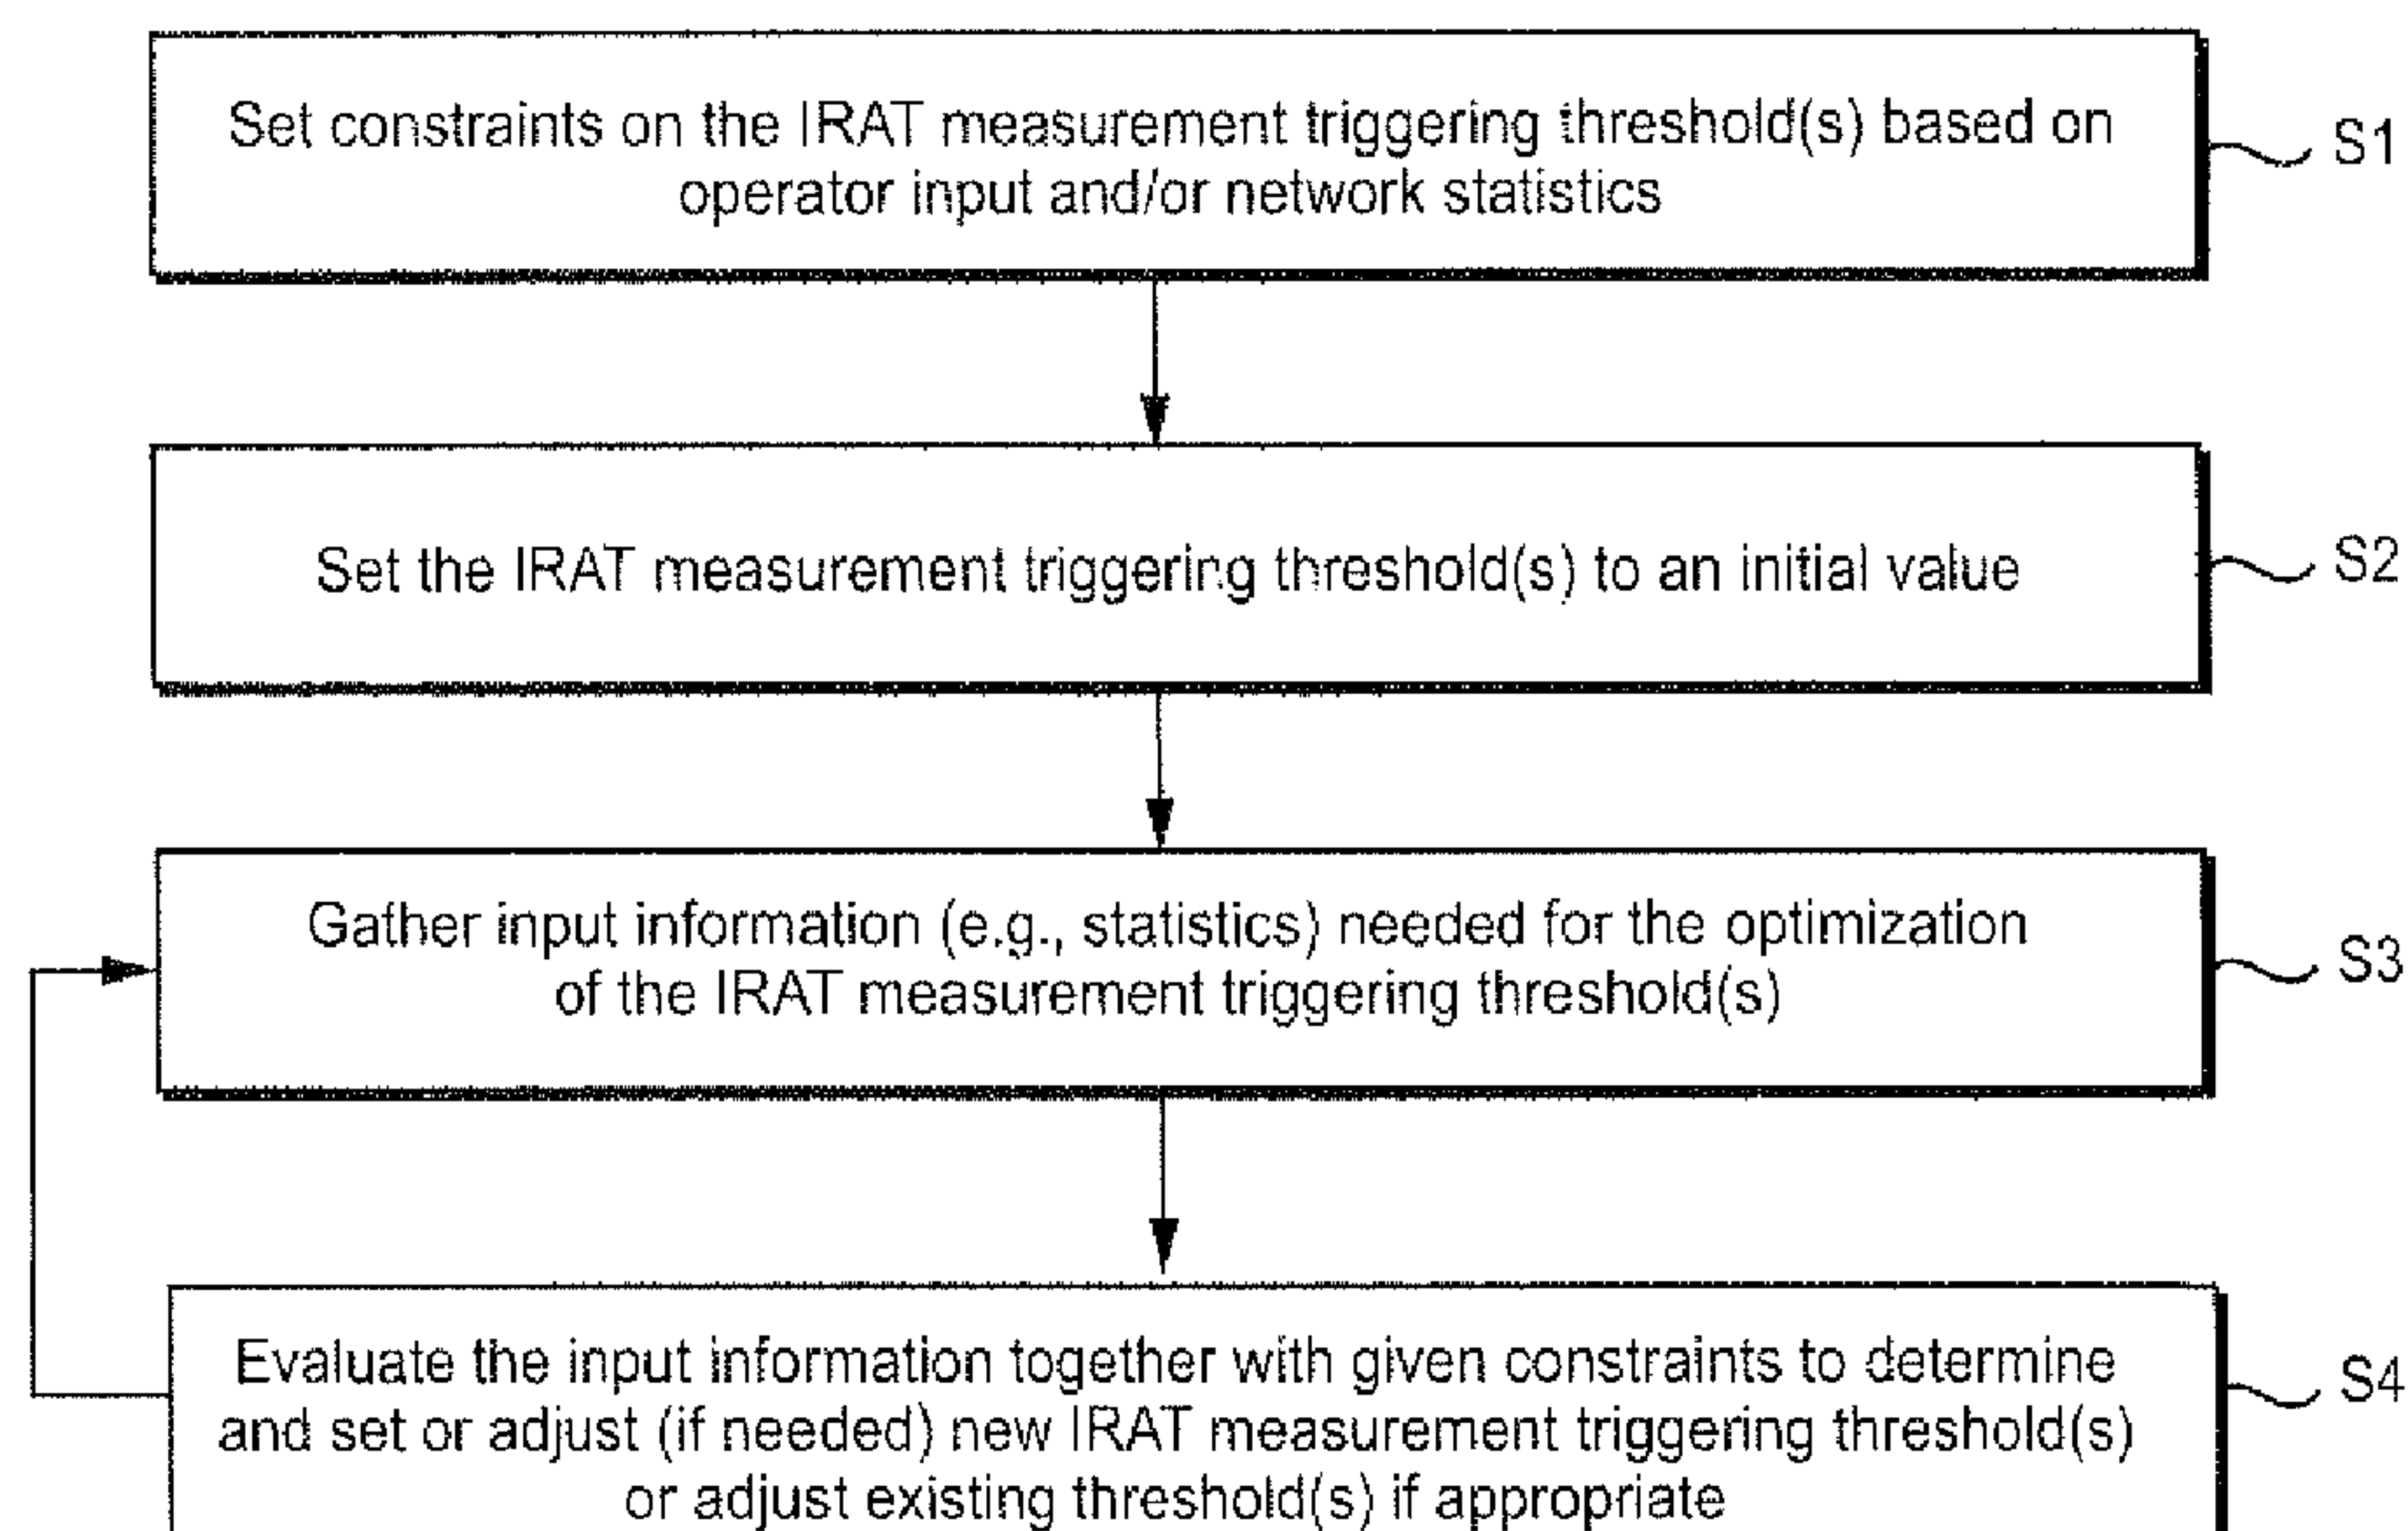 Set constraints on the IRAT measurement triggering threshold(s) based on
operator input and/or network statistics
S1
Set the IRAT measurement triggering threshold(s) to an initial value
S2
Gather input information (e.g., statistics) needed for the optimization
of the IRAT measurement triggering threshold(s)
S3
Evaluate the input information together with given constraints to determine
and set or adjust (if needed) new IRAT measurement triggering threshold(s)
or adjust existing threshold(s) if appropriate
S4